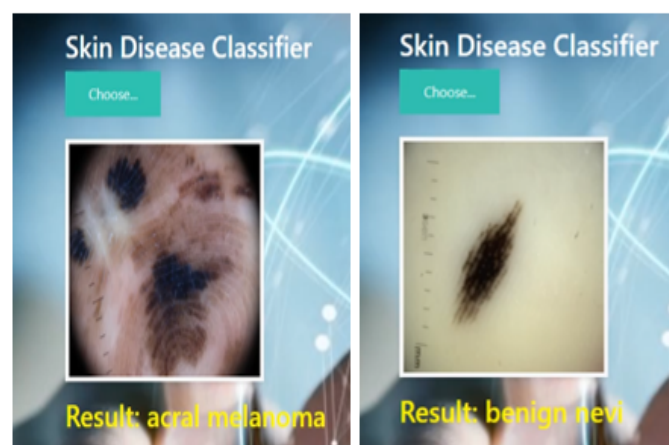 Skin Disease Classifier
Choose...
Result: acral melanoma
Skin Disease Classifier
Choose...
Result: benign nevi